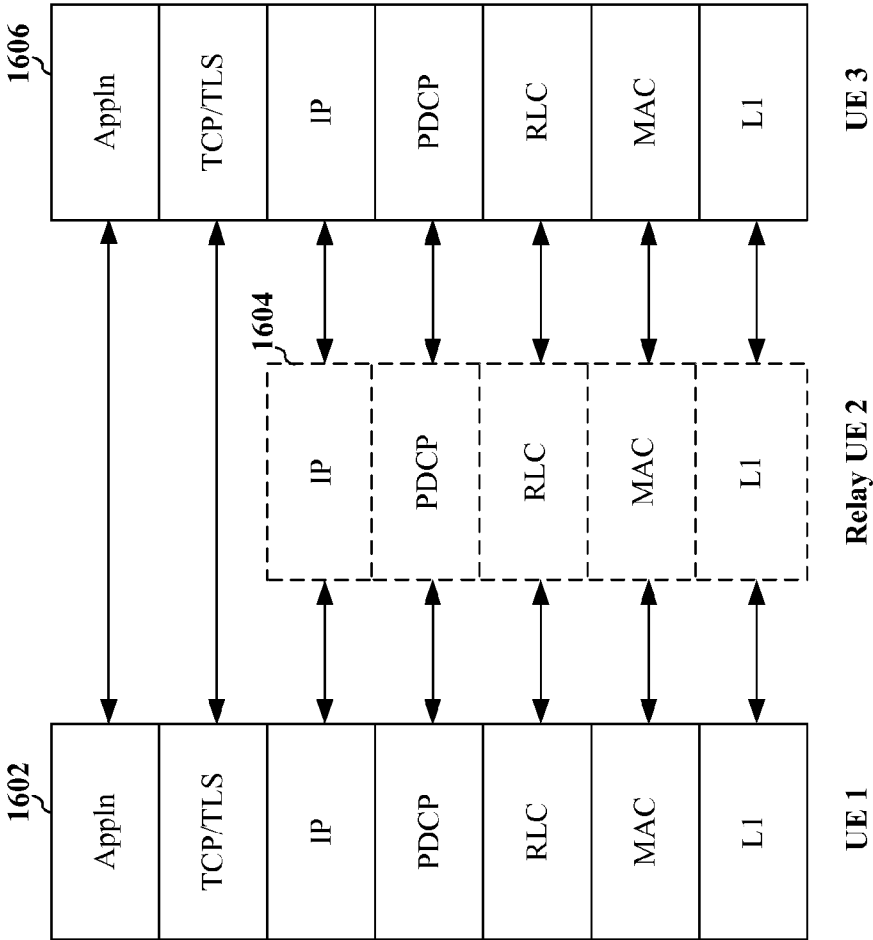 1602
Appln
TCP/TLS
IP
PDCP
RLC
MAC
L1
UE 1
1604
IP
PDCP
RLC
MAC
L1
Relay UE 2
1606
Appln
TCP/TLS
IP
PDCP
RLC
MAC
L1
UE 3